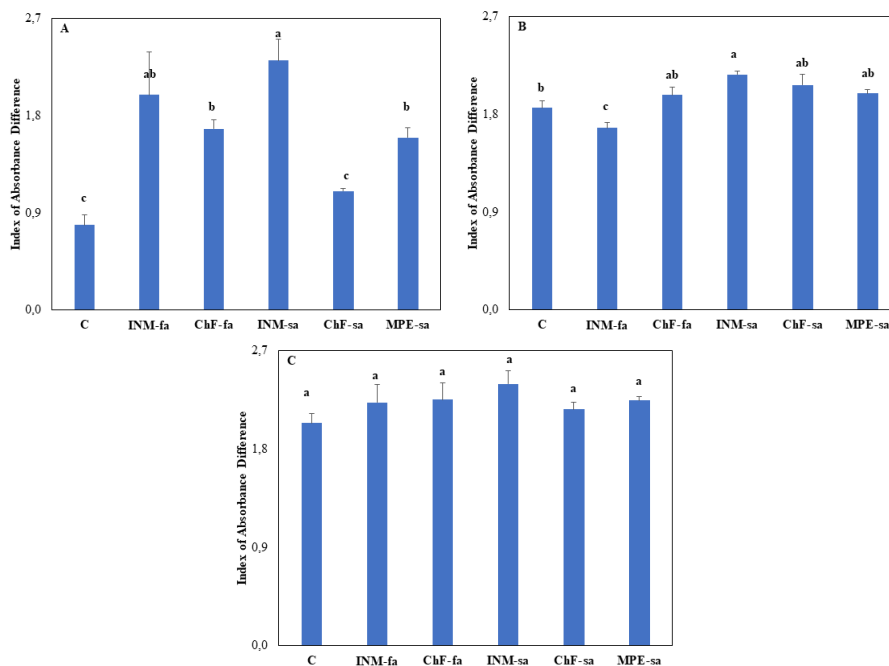 A
Index of Absorbance Difference
2,7
1,8
0,9
0,0
c
ab
b
a
c
b
C INM-fa ChF-fa INM-sa ChF-sa MPE-sa
B
Index of Absorbance Difference
2,7
1,8
0,9
0,0
b
c
ab
a
ab
ab
C INM-fa ChF-fa INM-sa ChF-sa MPE-sa
C
Index of Absorbance Difference
2,7
1,8
0,9
0,0
a
a
a
a
a
a
C INM-fa ChF-fa INM-sa ChF-sa MPE-sa